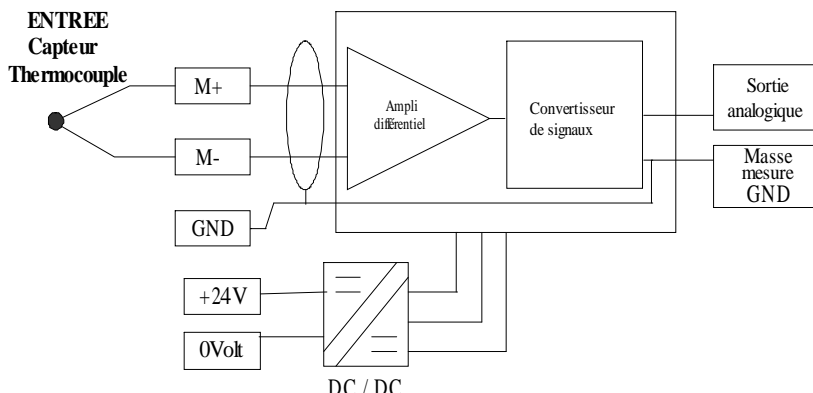 ENTREE
Capteur
Thermocouple
M+
M-
GND
Ampli
différentiel
Convertisseur
de signaux
Sortie
analogique
Masse
mesure
GND
+24V
0Volt
DC / DC